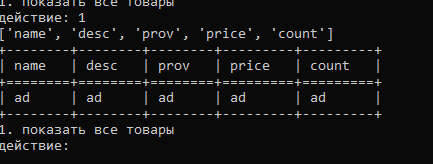 1. показать все товары
действие: 1
['name', 'desc', 'prov', 'price', 'count']
+--------+--------+--------+---------+---------+
| name   | desc   | prov   | price   | count   |
+========+========+========+=========+=========+
| ad     | ad     | ad     | ad      | ad      |
+--------+--------+--------+---------+---------+
1. показать все товары
действие: